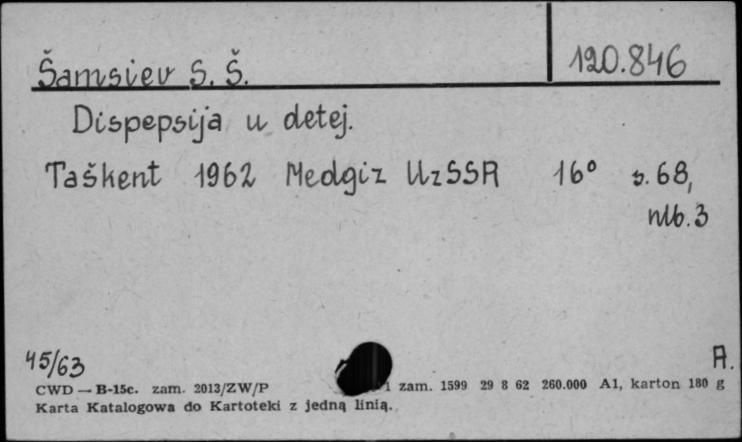 120.846
Šamsiev S. Š.
Dispepsija u detej.
Taškent 1962 Medgiz UzSSR 16° s. 68,
nlb. 3
45/63 A.
CWD — B-15c. zam. 2013/ZW/P zam. 1599 29 8 62 260.000 A1, karton 180 g
Karta Katalogowa do Kartoteki z jedną linią.